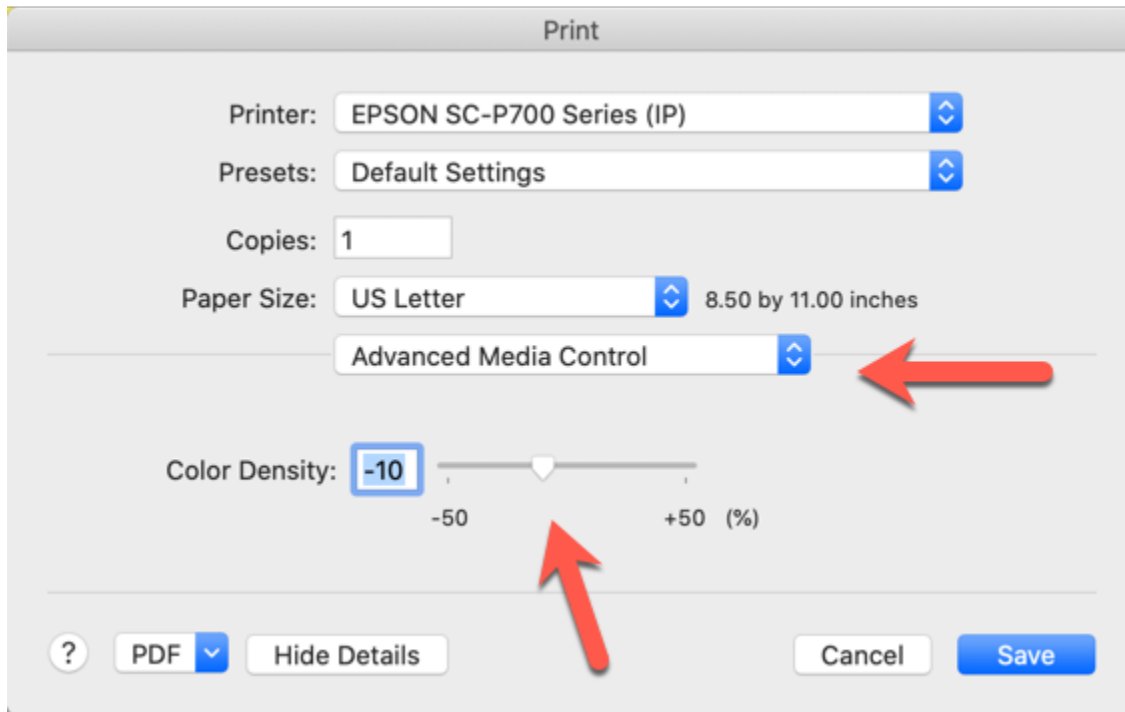 Print
Printer: EPSON SC-P700 Series (IP)
Presets: Default Settings
Copies: 1
Paper Size: US Letter 8.50 by 11.00 inches
Advanced Media Control
Color Density: -10
-50 +50 (%)
? PDF Hide Details Cancel Save